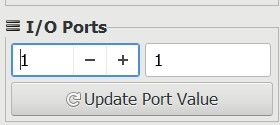 I/O Ports
1 − + 1
Update Port Value